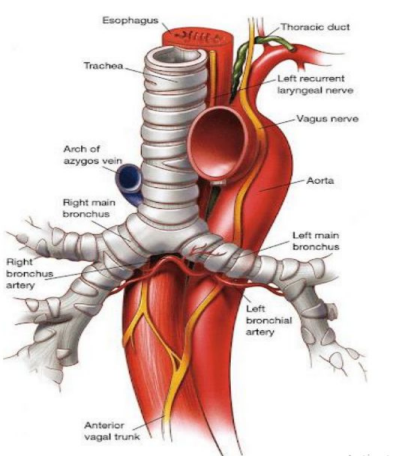 Esophagus
Thoracic duct
Trachea
Left recurrent
laryngeal nerve
Vagus nerve
Arch of
azygos vein
Aorta
Right main
bronchus
Left main
bronchus
Right
bronchus
artery
Left
bronchial
artery
Anterior
vagal trunk